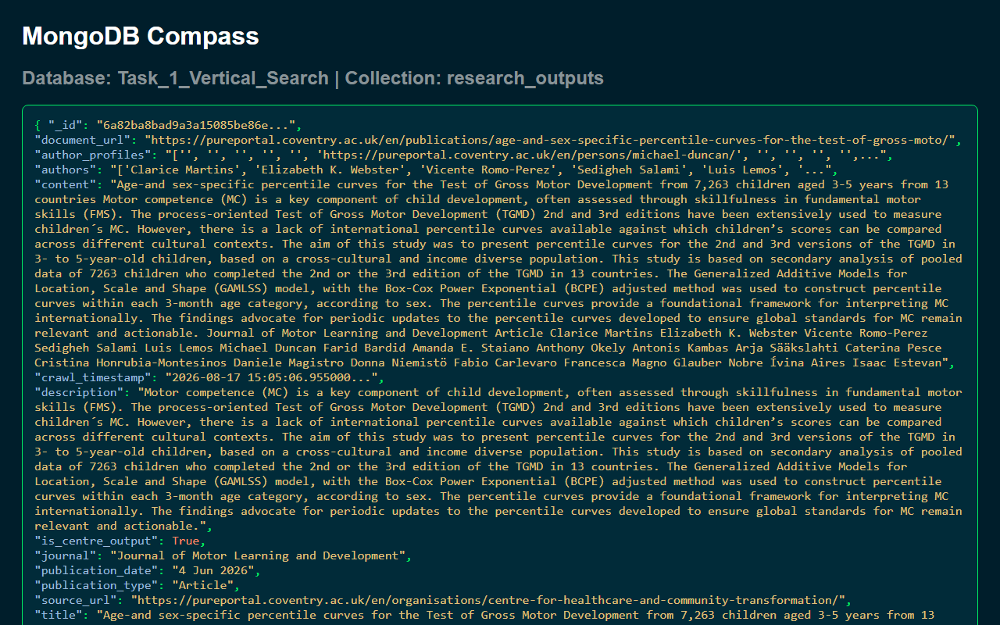 MongoDB Compass
Database: Task_1_Vertical_Search | Collection: research_outputs
{ "_id": "6a82ba8bad9a3a15085be86e...",
"document_url": "https://pureportal.coventry.ac.uk/en/publications/age-and-sex-specific-percentile-curves-for-the-test-of-gross-moto/",
"author_profiles": "['', '', '', '', '', 'https://pureportal.coventry.ac.uk/en/persons/michael-duncan/', '', '', '', '',...",
"authors": "['Clarice Martins', 'Elizabeth K. Webster', 'Vicente Romo-Perez', 'Sedigheh Salami', 'Luis Lemos', '...",
"content": "Age-and sex-specific percentile curves for the Test of Gross Motor Development from 7,263 children aged 3-5 years from 13
countries Motor competence (MC) is a key component of child development, often assessed through skillfulness in fundamental motor
skills (FMS). The process-oriented Test of Gross Motor Development (TGMD) 2nd and 3rd editions have been extensively used to measure
children´s MC. However, there is a lack of international percentile curves available against which children’s scores can be compared
across different cultural contexts. The aim of this study was to present percentile curves for the 2nd and 3rd versions of the TGMD in
3- to 5-year-old children, based on a cross-cultural and income diverse population. This study is based on secondary analysis of pooled
data of 7263 children who completed the 2nd or the 3rd edition of the TGMD in 13 countries. The Generalized Additive Models for
Location, Scale and Shape (GAMLSS) model, with the Box-Cox Power Exponential (BCPE) adjusted method was used to construct percentile
curves within each 3-month age category, according to sex. The percentile curves provide a foundational framework for interpreting MC
internationally. The findings advocate for periodic updates to the percentile curves developed to ensure global standards for MC remain
relevant and actionable. Journal of Motor Learning and Development Article Clarice Martins Elizabeth K. Webster Vicente Romo-Perez
Sedigheh Salami Luis Lemos Michael Duncan Farid Bardid Amanda E. Staiano Anthony Okely Antonis Kambas Arja Sääkslahti Caterina Pesce
Cristina Honrubia-Montesinos Daniele Magistro Donna Niemistö Fabio Carlevaro Francesca Magno Glauber Nobre Ívina Aires Isaac Estevan",
"crawl_timestamp": "2026-08-17 15:05:06.955000...",
"description": "Motor competence (MC) is a key component of child development, often assessed through skillfulness in fundamental motor
skills (FMS). The process-oriented Test of Gross Motor Development (TGMD) 2nd and 3rd editions have been extensively used to measure
children´s MC. However, there is a lack of international percentile curves available against which children’s scores can be compared
across different cultural contexts. The aim of this study was to present percentile curves for the 2nd and 3rd versions of the TGMD in
3- to 5-year-old children, based on a cross-cultural and income diverse population. This study is based on secondary analysis of pooled
data of 7263 children who completed the 2nd or the 3rd edition of the TGMD in 13 countries. The Generalized Additive Models for
Location, Scale and Shape (GAMLSS) model, with the Box-Cox Power Exponential (BCPE) adjusted method was used to construct percentile
curves within each 3-month age category, according to sex. The percentile curves provide a foundational framework for interpreting MC
internationally. The findings advocate for periodic updates to the percentile curves developed to ensure global standards for MC remain
relevant and actionable.",
"is_centre_output": True,
"journal": "Journal of Motor Learning and Development",
"publication_date": "4 Jun 2026",
"publication_type": "Article",
"source_url": "https://pureportal.coventry.ac.uk/en/organisations/centre-for-healthcare-and-community-transformation/",
"title": "Age-and sex-specific percentile curves for the Test of Gross Motor Development from 7,263 children aged 3-5 years from 13